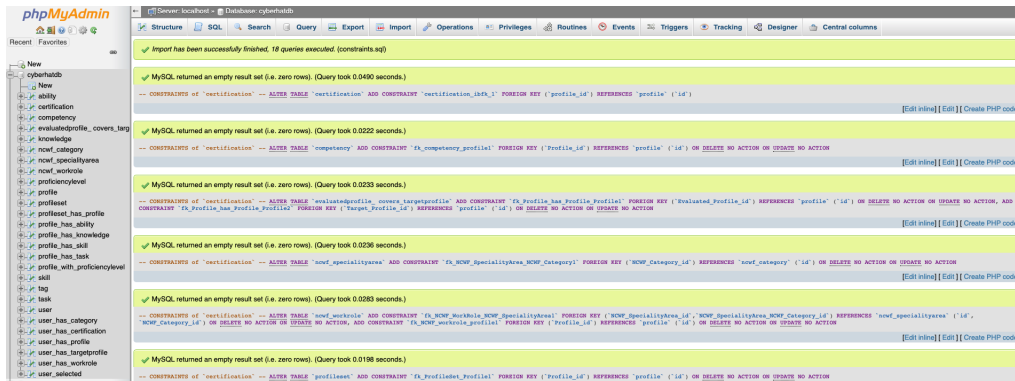 phpMyAdmin
Recent Favorites
New
cyberhatdb
New
ability
certification
competency
evaluatedprofile_ covers_targ
knowledge
ncwf_category
ncwf_specialityarea
ncwf_workrole
proficiencylevel
profile
profileset
profileset_has_profile
profile_has_ability
profile_has_knowledge
profile_has_skill
profile_has_task
profile_with_proficiencylevel
skill
tag
task
user
user_has_category
user_has_certification
user_has_profile
user_has_targetprofile
user_has_workrole
user_selected
Server: localhost » Database: cyberhatdb
Structure SQL Search Query Export Import Operations Privileges Routines Events Triggers Tracking Designer Central columns
Import has been successfully finished, 18 queries executed. (constraints.sql)
MySQL returned an empty result set (i.e. zero rows). (Query took 0.0490 seconds.)
-- CONSTRAINTS of `certification` -- ALTER TABLE `certification` ADD CONSTRAINT `certification_ibfk_1` FOREIGN KEY (`profile_id`) REFERENCES `profile` (`id`)
[Edit inline] [ Edit ] [ Create PHP code
MySQL returned an empty result set (i.e. zero rows). (Query took 0.0222 seconds.)
-- CONSTRAINTS of `certification` -- ALTER TABLE `competency` ADD CONSTRAINT `fk_competency_profile1` FOREIGN KEY (`Profile_id`) REFERENCES `profile` (`id`) ON DELETE NO ACTION ON UPDATE NO ACTION
[Edit inline] [ Edit ] [ Create PHP code
MySQL returned an empty result set (i.e. zero rows). (Query took 0.0233 seconds.)
-- CONSTRAINTS of `certification` -- ALTER TABLE `evaluatedprofile_ covers_targetprofile` ADD CONSTRAINT `fk_Profile_has_Profile_Profile1` FOREIGN KEY (`Evaluated_Profile_id`) REFERENCES `profile` (`id`) ON DELETE NO ACTION ON UPDATE NO ACTION, ADD
CONSTRAINT `fk_Profile_has_Profile_Profile2` FOREIGN KEY (`Target_Profile_id`) REFERENCES `profile` (`id`) ON DELETE NO ACTION ON UPDATE NO ACTION
[Edit inline] [ Edit ] [ Create PHP code
MySQL returned an empty result set (i.e. zero rows). (Query took 0.0236 seconds.)
-- CONSTRAINTS of `certification` -- ALTER TABLE `ncwf_specialityarea` ADD CONSTRAINT `fk_NCWF_SpecialityArea_NCWF_Category1` FOREIGN KEY (`NCWF_Category_id`) REFERENCES `ncwf_category` (`id`) ON DELETE NO ACTION ON UPDATE NO ACTION
[Edit inline] [ Edit ] [ Create PHP code
MySQL returned an empty result set (i.e. zero rows). (Query took 0.0283 seconds.)
-- CONSTRAINTS of `certification` -- ALTER TABLE `ncwf_workrole` ADD CONSTRAINT `fk_NCWF_WorkRole_NCWF_SpecialityArea1` FOREIGN KEY (`NCWF_SpecialityArea_id`,`NCWF_SpecialityArea_NCWF_Category_id`) REFERENCES `ncwf_specialityarea` (`id`,
`NCWF_Category_id`) ON DELETE NO ACTION ON UPDATE NO ACTION, ADD CONSTRAINT `fk_NCWF_workrole_profile1` FOREIGN KEY (`Profile_id`) REFERENCES `profile` (`id`) ON DELETE NO ACTION ON UPDATE NO ACTION
[Edit inline] [ Edit ] [ Create PHP code
MySQL returned an empty result set (i.e. zero rows). (Query took 0.0198 seconds.)
-- CONSTRAINTS of `certification` -- ALTER TABLE `profileset` ADD CONSTRAINT `fk_ProfileSet_Profile1` FOREIGN KEY (`Profile_id`) REFERENCES `profile` (`id`) ON DELETE NO ACTION ON UPDATE NO ACTION